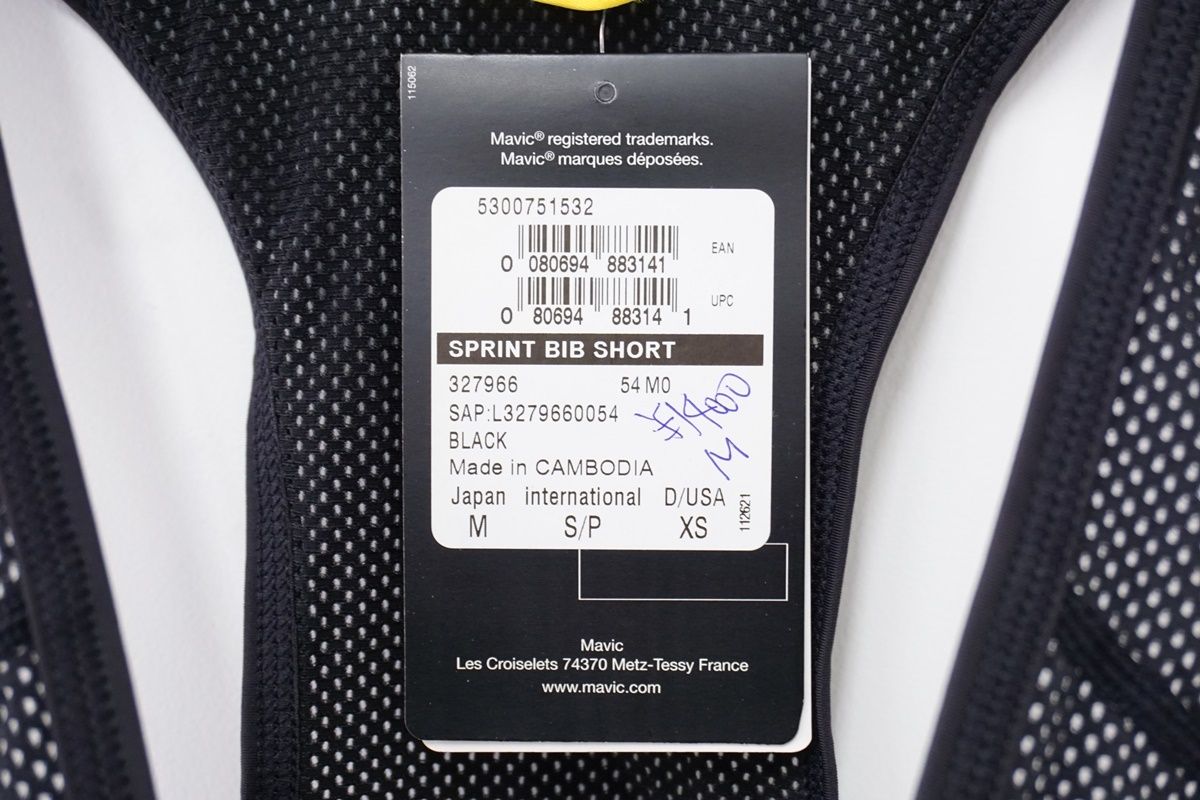 115062
Mavic® registered trademarks.
Mavic® marques déposées.
5300751532
EAN
0 080694 883141
UPC
0 80694 88314 1
SPRINT BIB SHORT
327966 54 M0
SAP:L3279660054
BLACK
M
Made in CAMBODIA
Japan international D/USA
M S/P XS
112621
Mavic
Les Croiselets 74370 Metz-Tessy France
www.mavic.com